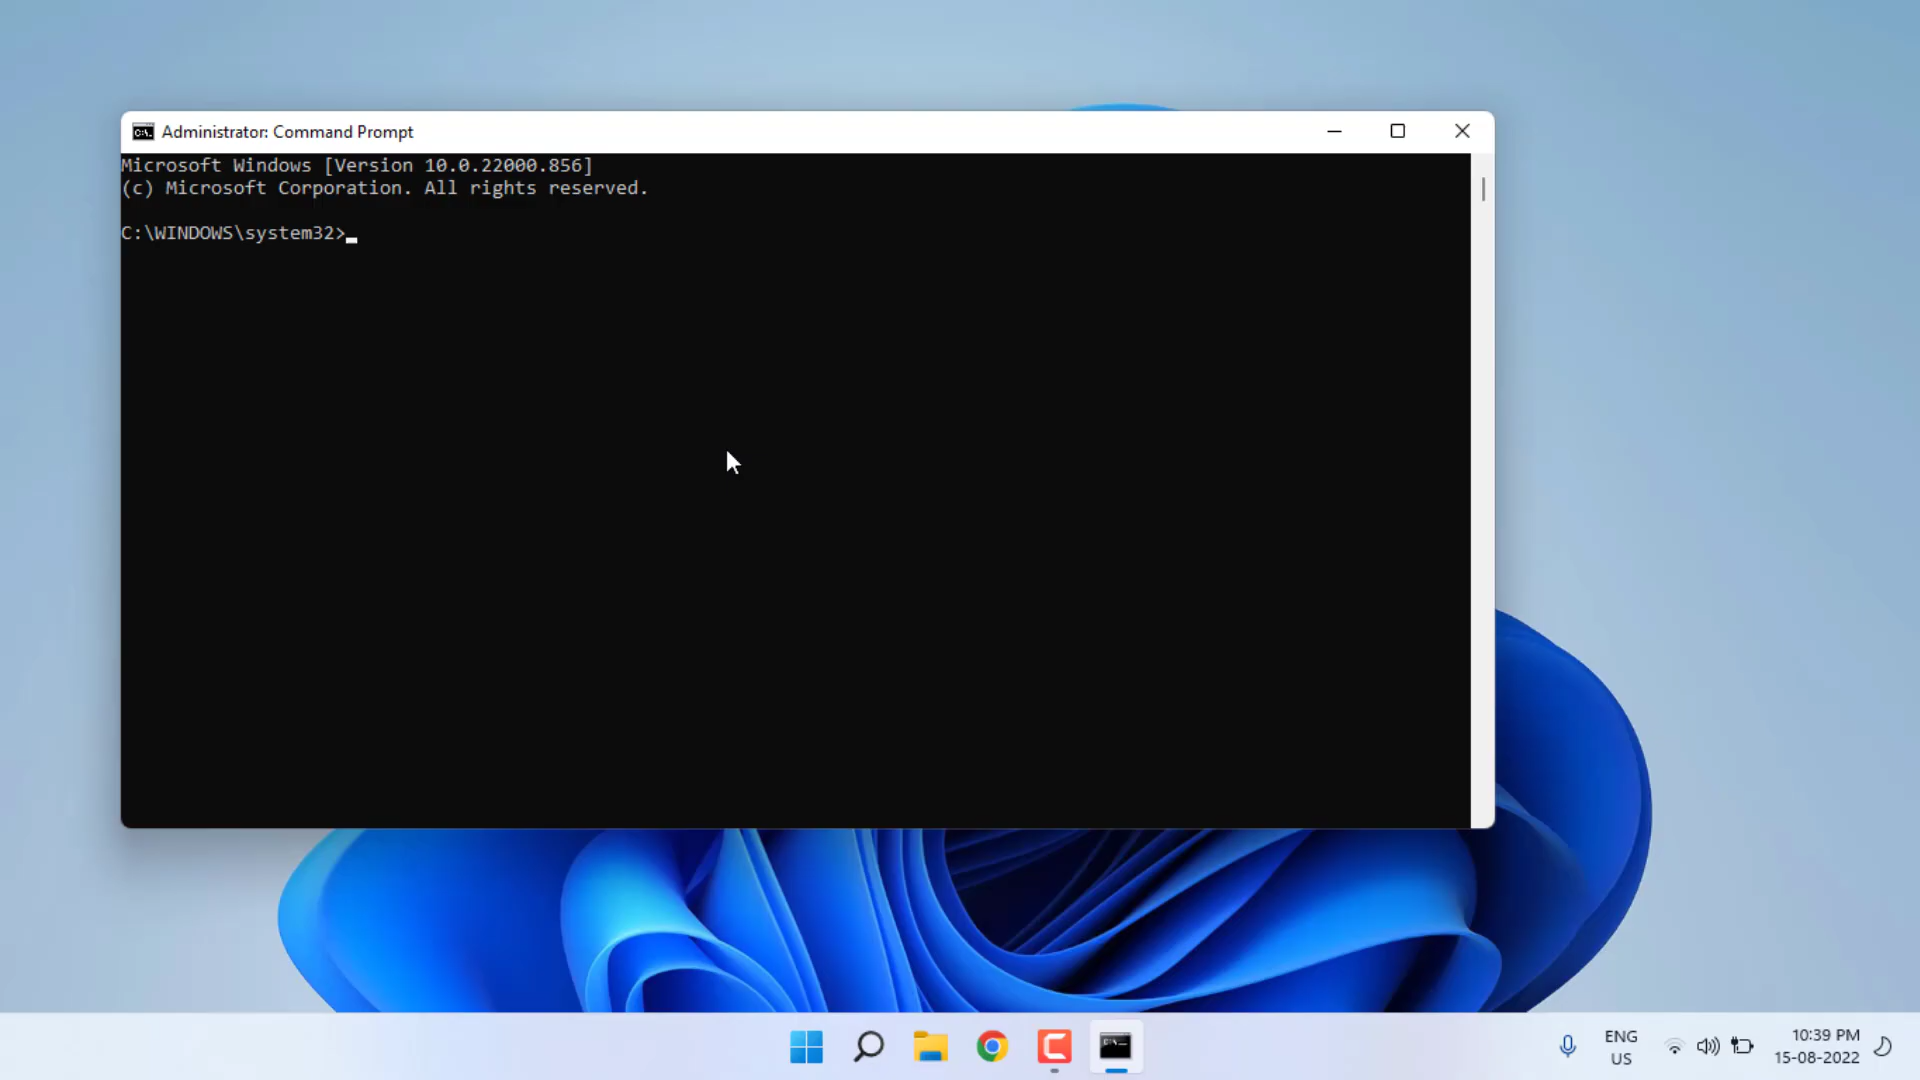 Administrator: Command Prompt
Microsoft Windows [Version 10.0.22000.856]
(c) Microsoft Corporation. All rights reserved.
C:\WINDOWS\system32>
ENG
US
10:39 PM
15-08-2022